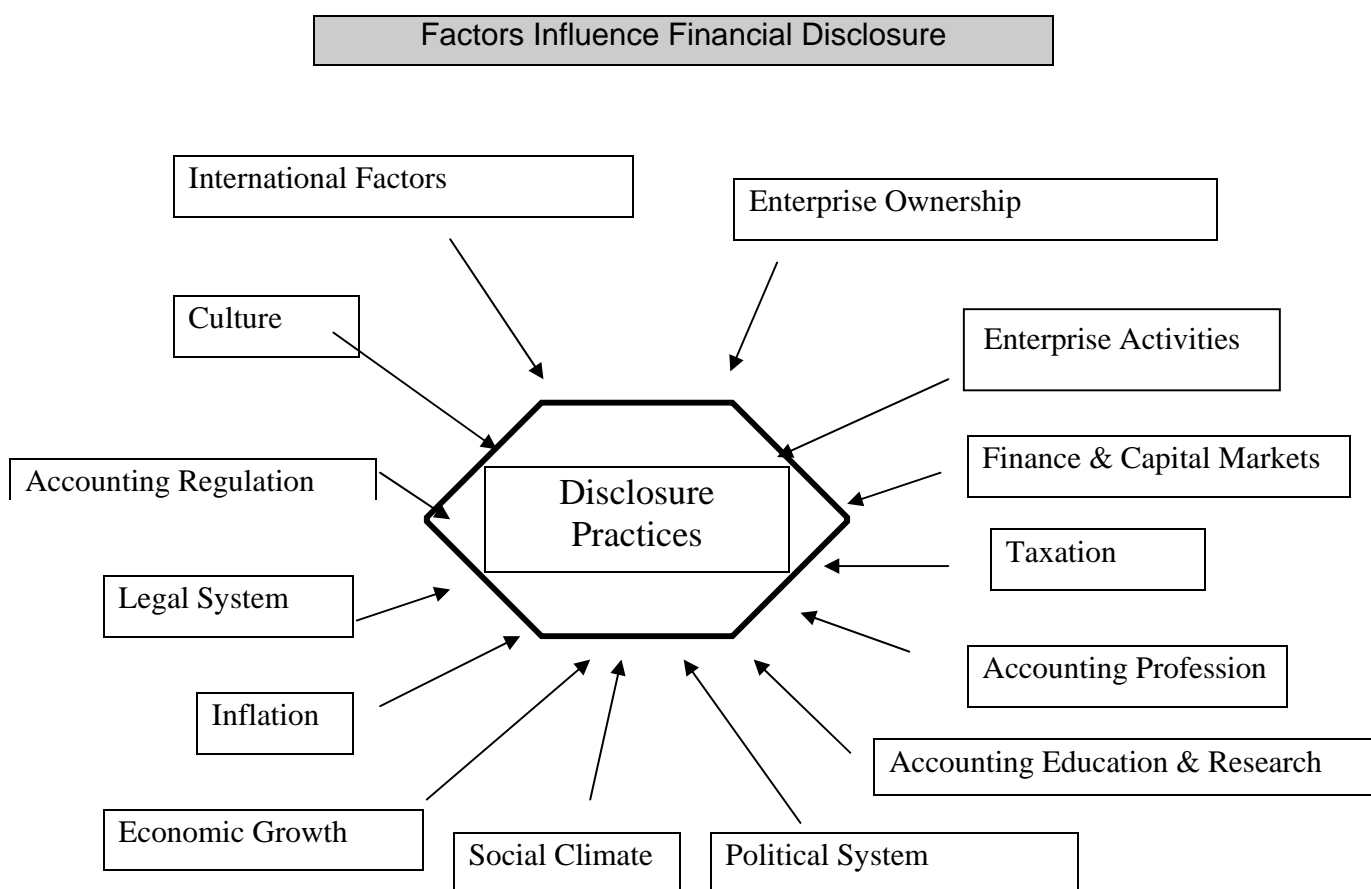 Factors Influence Financial Disclosure
International Factors
Enterprise Ownership
Culture
Enterprise Activities
Accounting Regulation
Finance & Capital Markets
Disclosure
Practices
Taxation
Legal System
Accounting Profession
Inflation
Accounting Education & Research
Economic Growth
Social Climate
Political System